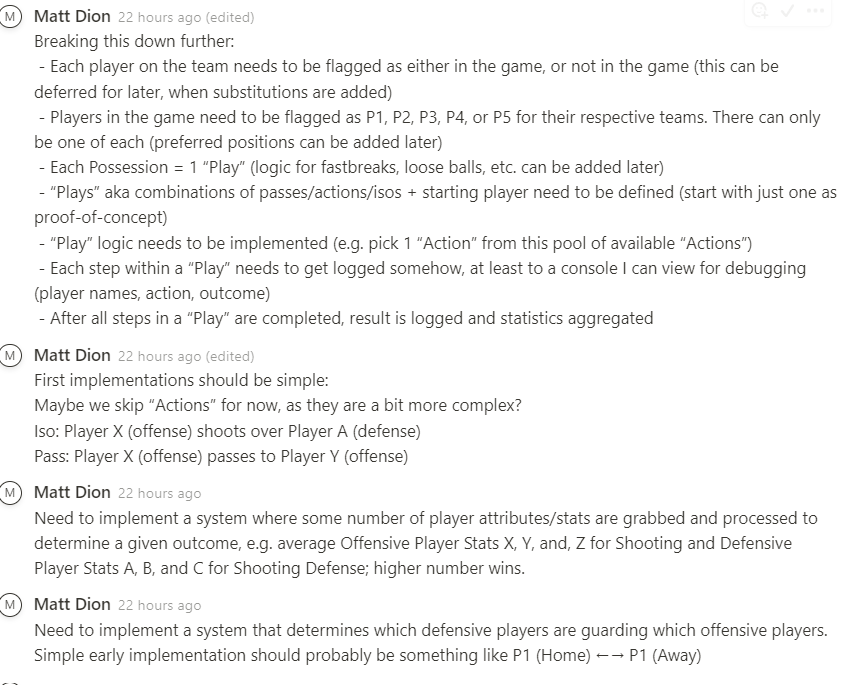 M Matt Dion 22 hours ago (edited)
Breaking this down further:
- Each player on the team needs to be flagged as either in the game, or not in the game (this can be
deferred for later, when substitutions are added)
- Players in the game need to be flagged as P1, P2, P3, P4, or P5 for their respective teams. There can only
be one of each (preferred positions can be added later)
- Each Possession = 1 “Play” (logic for fastbreaks, loose balls, etc. can be added later)
- “Plays” aka combinations of passes/actions/isos + starting player need to be defined (start with just one as
proof-of-concept)
- “Play” logic needs to be implemented (e.g. pick 1 “Action” from this pool of available “Actions”)
- Each step within a “Play” needs to get logged somehow, at least to a console I can view for debugging
(player names, action, outcome)
- After all steps in a “Play” are completed, result is logged and statistics aggregated
M Matt Dion 22 hours ago (edited)
First implementations should be simple:
Maybe we skip “Actions” for now, as they are a bit more complex?
Iso: Player X (offense) shoots over Player A (defense)
Pass: Player X (offense) passes to Player Y (offense)
M Matt Dion 22 hours ago
Need to implement a system where some number of player attributes/stats are grabbed and processed to
determine a given outcome, e.g. average Offensive Player Stats X, Y, and, Z for Shooting and Defensive
Player Stats A, B, and C for Shooting Defense; higher number wins.
M Matt Dion 22 hours ago
Need to implement a system that determines which defensive players are guarding which offensive players.
Simple early implementation should probably be something like P1 (Home) ←→ P1 (Away)